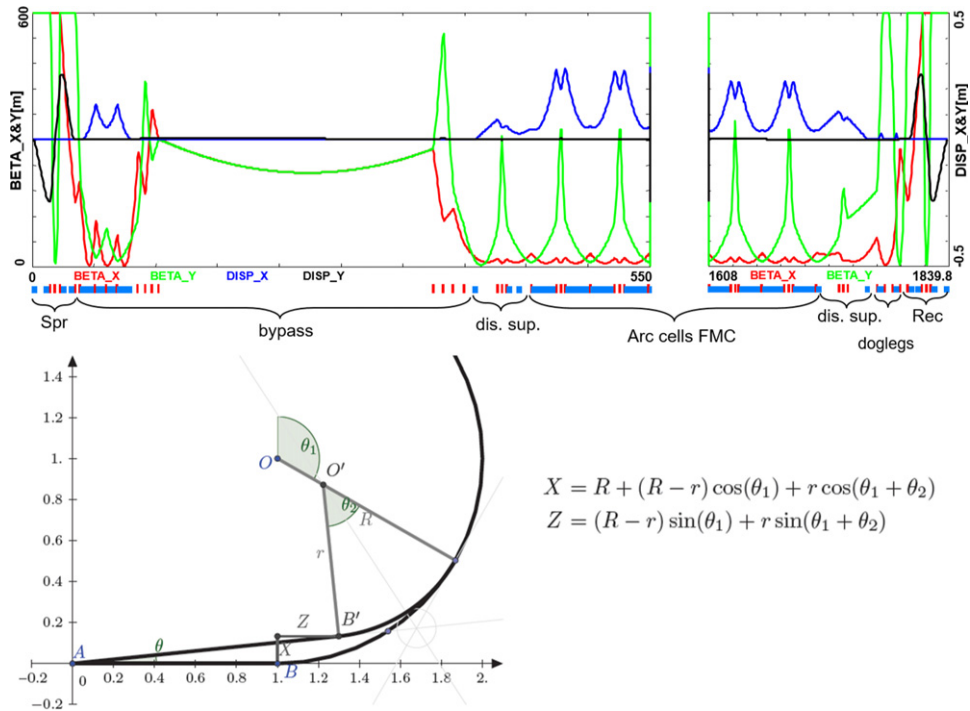 600
0.5
BETA_X&Y[m]
DISP_X&Y[m]
0
-0.5
0 550 1608 1839.8
BETA_X BETA_Y DISP_X DISP_Y BETA_X BETA_Y
Spr bypass dis. sup. Arc cells FMC dis. sup. doglegs Rec
1.4
1.2
1.
0.8
0.6
0.4
0.2
-0.2
-0.2 0 0.2 0.4 0.6 0.8 1. 1.2 1.4 1.6 1.8 2.
θ₁
O
O′
θ₂
R
r
Z
B′
X
A
θ
B
X = R + (R − r) cos(θ₁) + r cos(θ₁ + θ₂)
Z = (R − r) sin(θ₁) + r sin(θ₁ + θ₂)